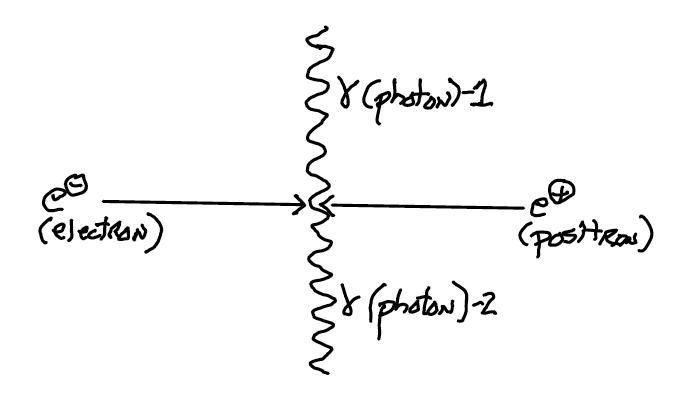 γ(photon)-1
e⊖
(electron)
e⊕
(positron)
γ(photon)-2